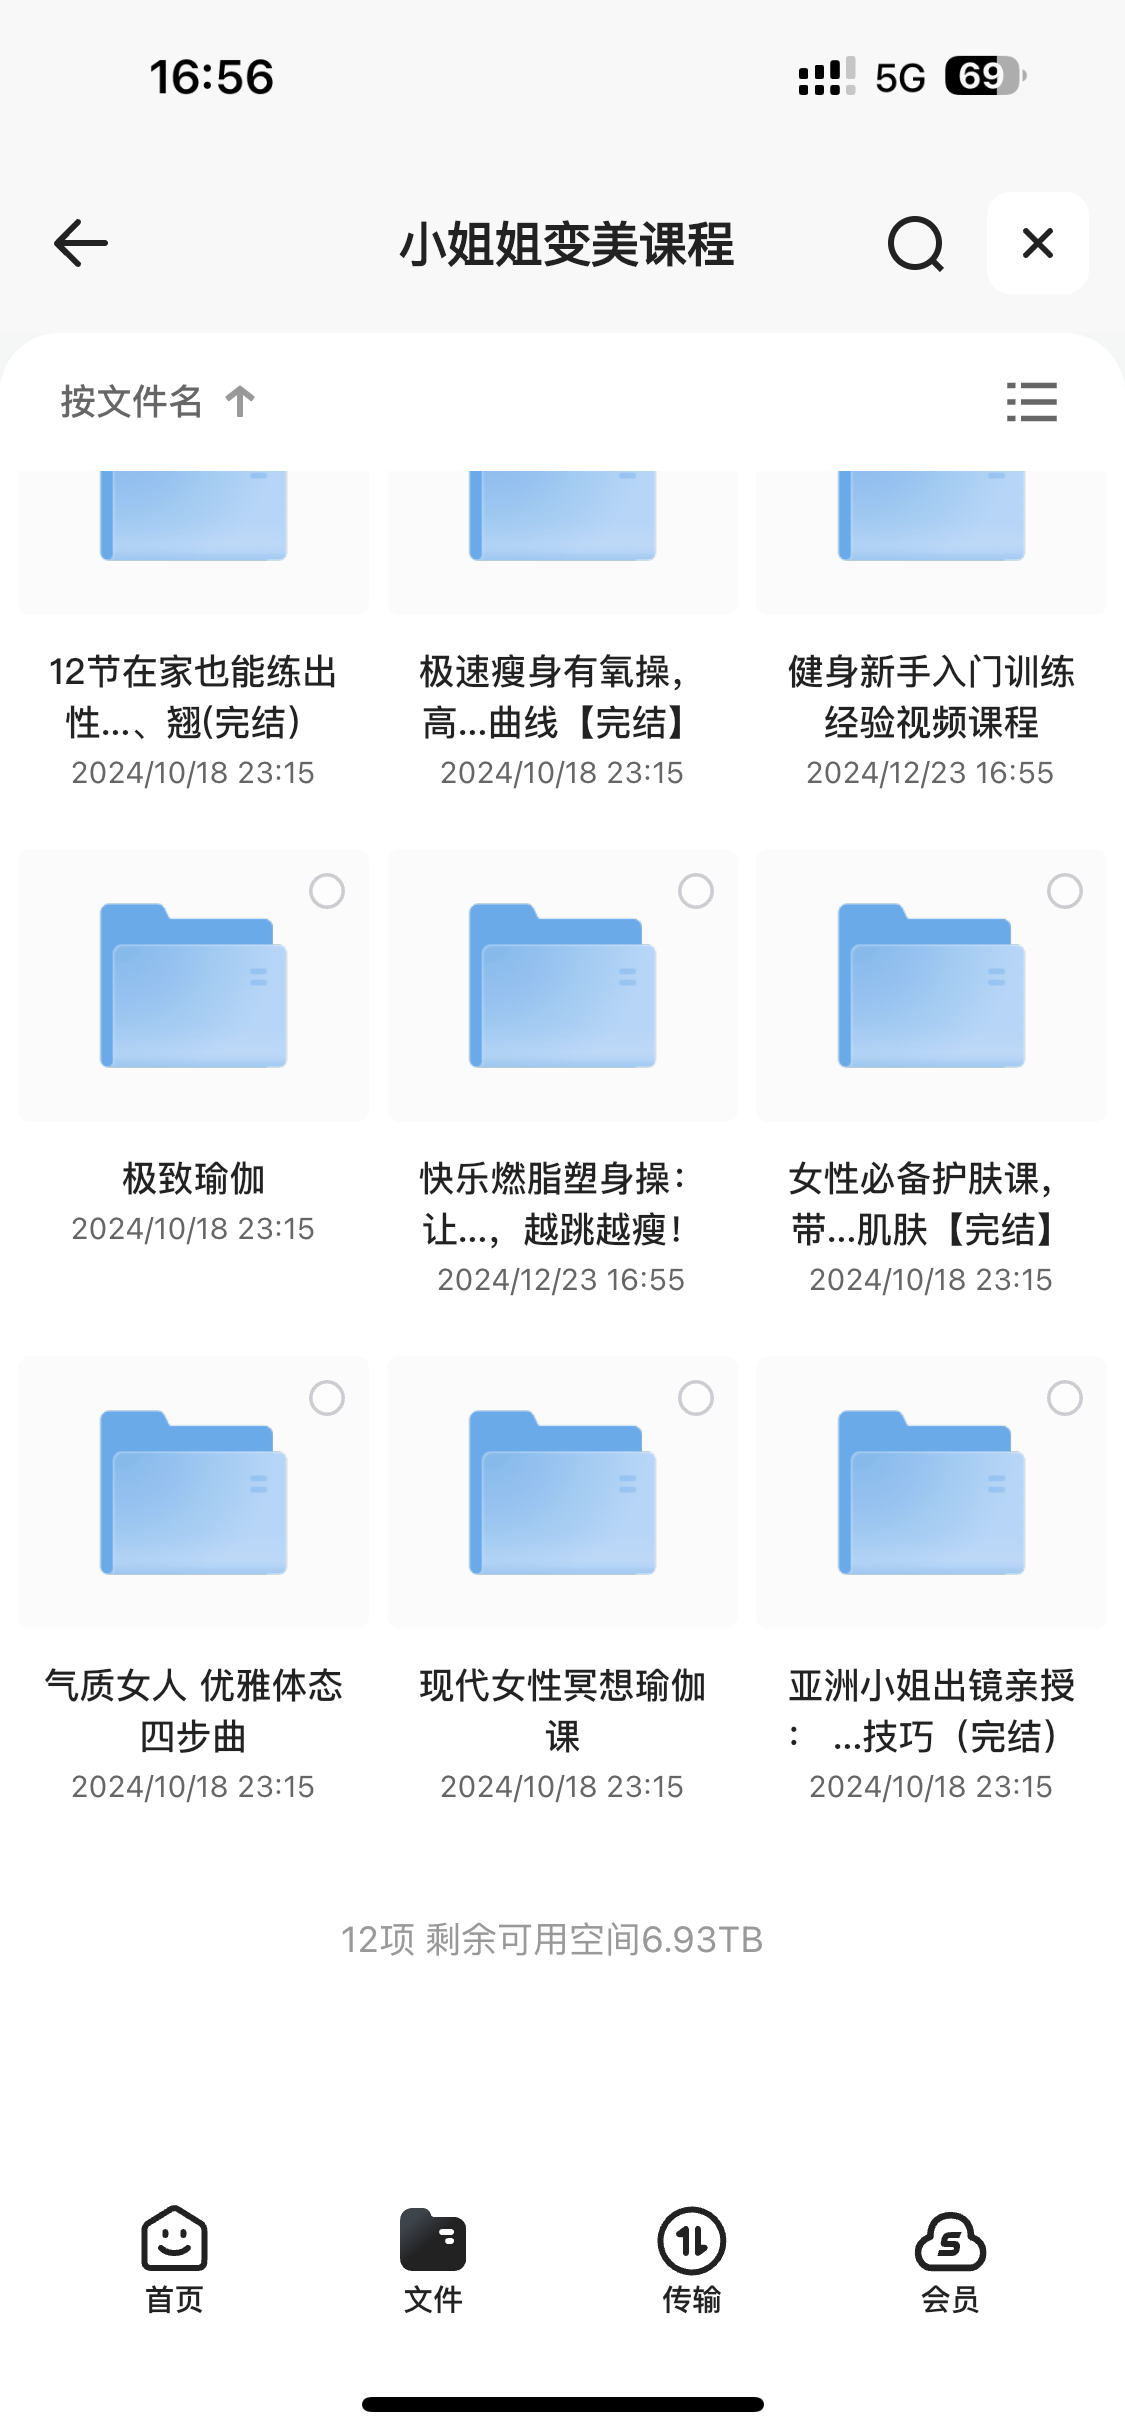 16:56
5G 69
小姐姐变美课程
按文件名
12节在家也能练出
性...、翘(完结)
2024/10/18 23:15
极速瘦身有氧操，
高...曲线【完结】
2024/10/18 23:15
健身新手入门训练
经验视频课程
2024/12/23 16:55
极致瑜伽
2024/10/18 23:15
快乐燃脂塑身操：
让...，越跳越瘦！
2024/12/23 16:55
女性必备护肤课，
带...肌肤【完结】
2024/10/18 23:15
气质女人 优雅体态
四步曲
2024/10/18 23:15
现代女性冥想瑜伽
课
2024/10/18 23:15
亚洲小姐出镜亲授
： ...技巧（完结）
2024/10/18 23:15
12项 剩余可用空间6.93TB
首页
文件
传输
会员